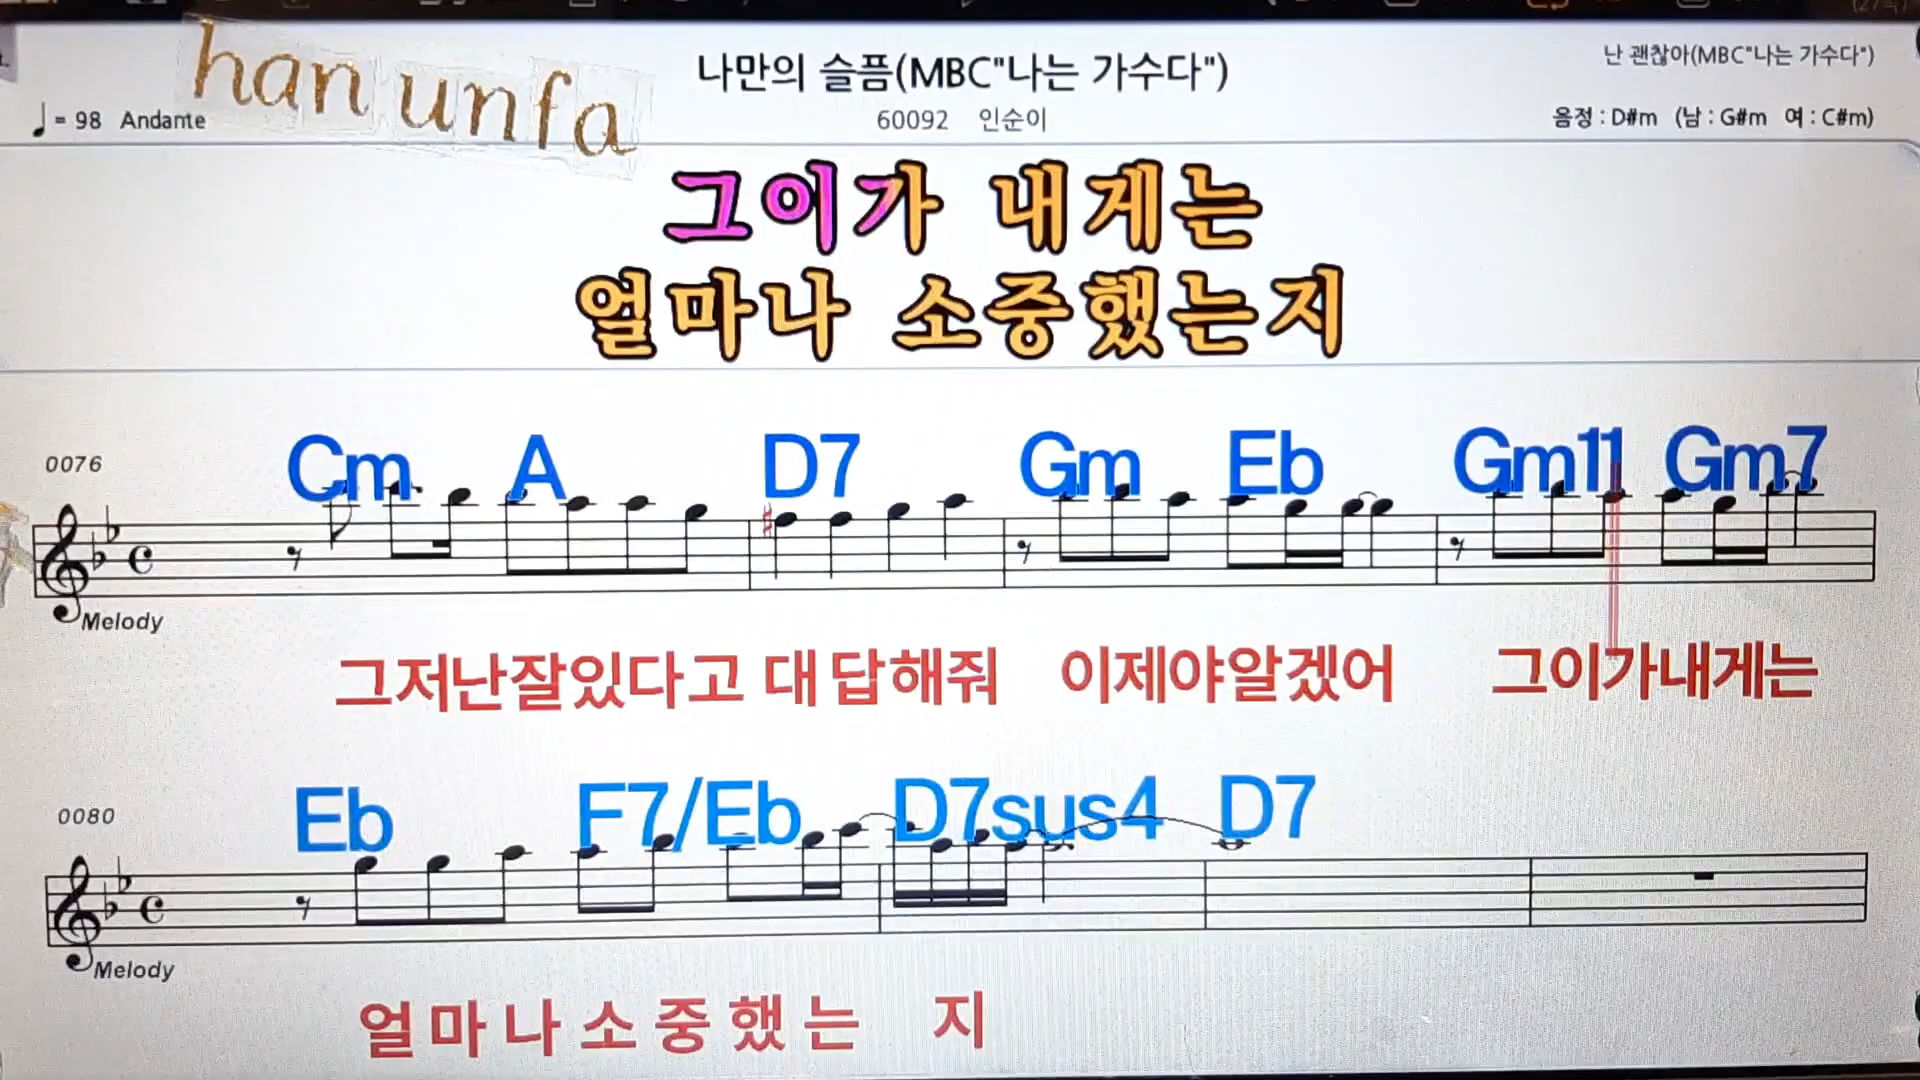 han unfa
나만의 슬픔(MBC"나는 가수다")
난 괜찮아(MBC"나는 가수다")
♩= 98 Andante
60092 인순이
음정 : D#m (남 : G#m 여 : C#m)
그이가 내게는
얼마나 소중했는지
0076
Cm A D7 Gm Eb Gm11 Gm7
Melody
그저난잘있다고 대답해줘 이제야알겠어 그이가내게는
0080
Eb F7/Eb D7sus4 D7
Melody
얼마나소중했는 지